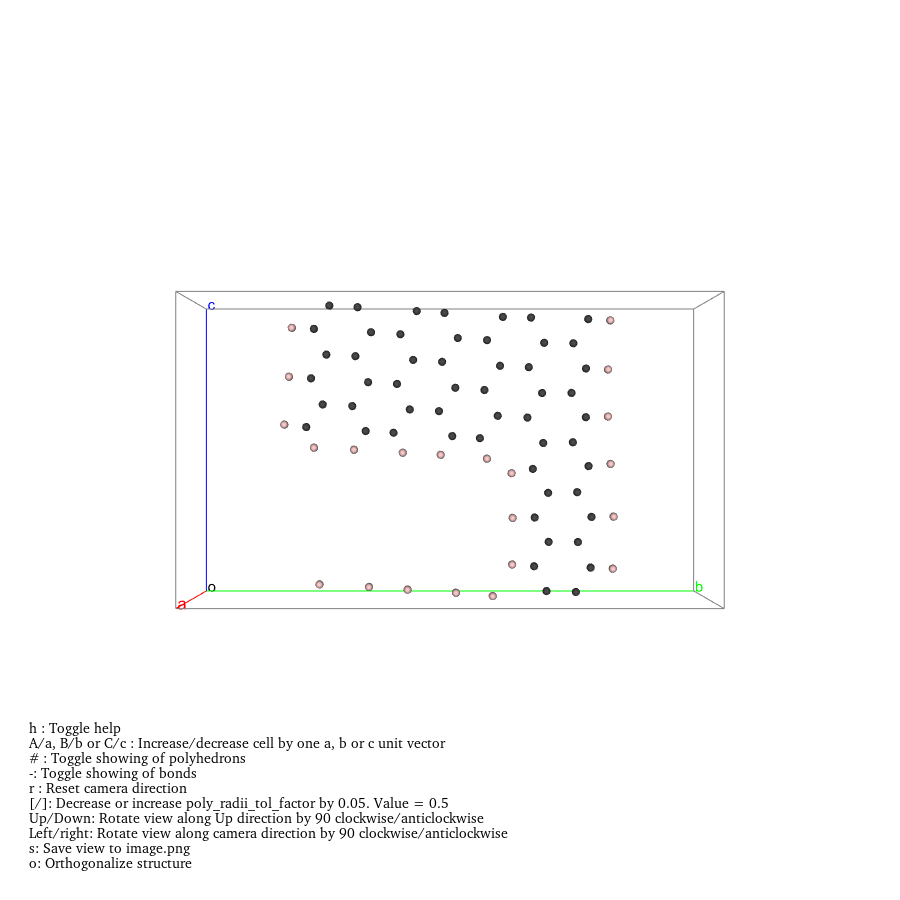 c
o
b
a
h : Toggle help
A/a, B/b or C/c : Increase/decrease cell by one a, b or c unit vector
# : Toggle showing of polyhedrons
-: Toggle showing of bonds
r : Reset camera direction
[/]: Decrease or increase poly_radii_tol_factor by 0.05. Value = 0.5
Up/Down: Rotate view along Up direction by 90 clockwise/anticlockwise
Left/right: Rotate view along camera direction by 90 clockwise/anticlockwise
s: Save view to image.png
o: Orthogonalize structure